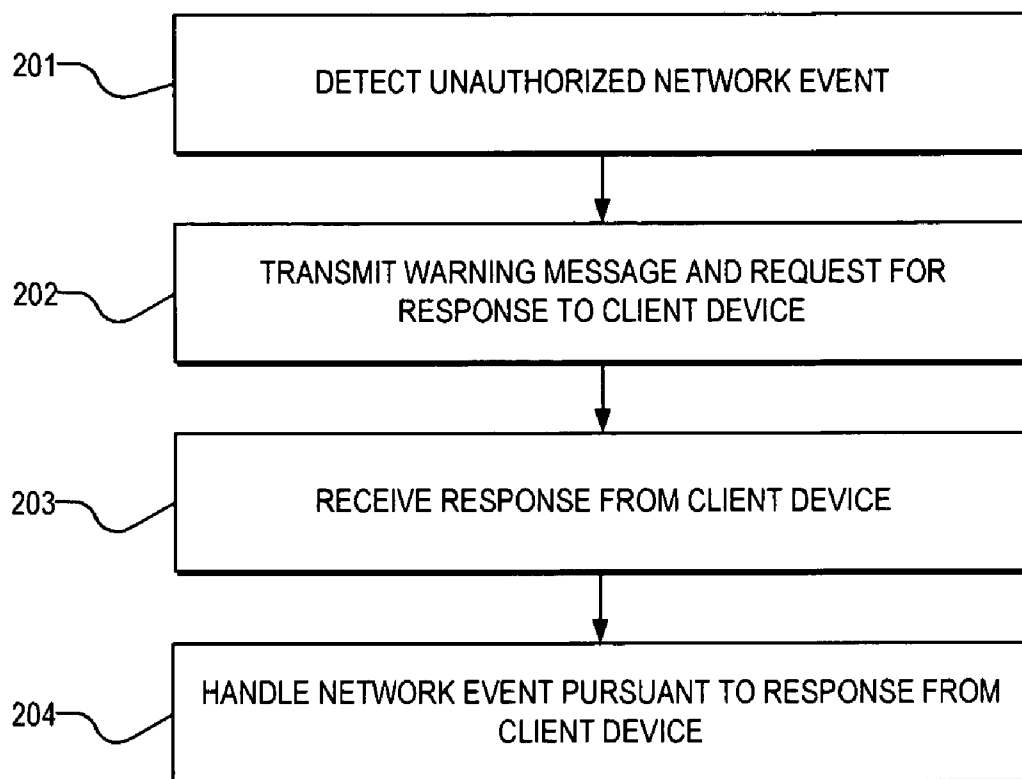 201
DETECT UNAUTHORIZED NETWORK EVENT
202
TRANSMIT WARNING MESSAGE AND REQUEST FOR
RESPONSE TO CLIENT DEVICE
203
RECEIVE RESPONSE FROM CLIENT DEVICE
204
HANDLE NETWORK EVENT PURSUANT TO RESPONSE FROM
CLIENT DEVICE